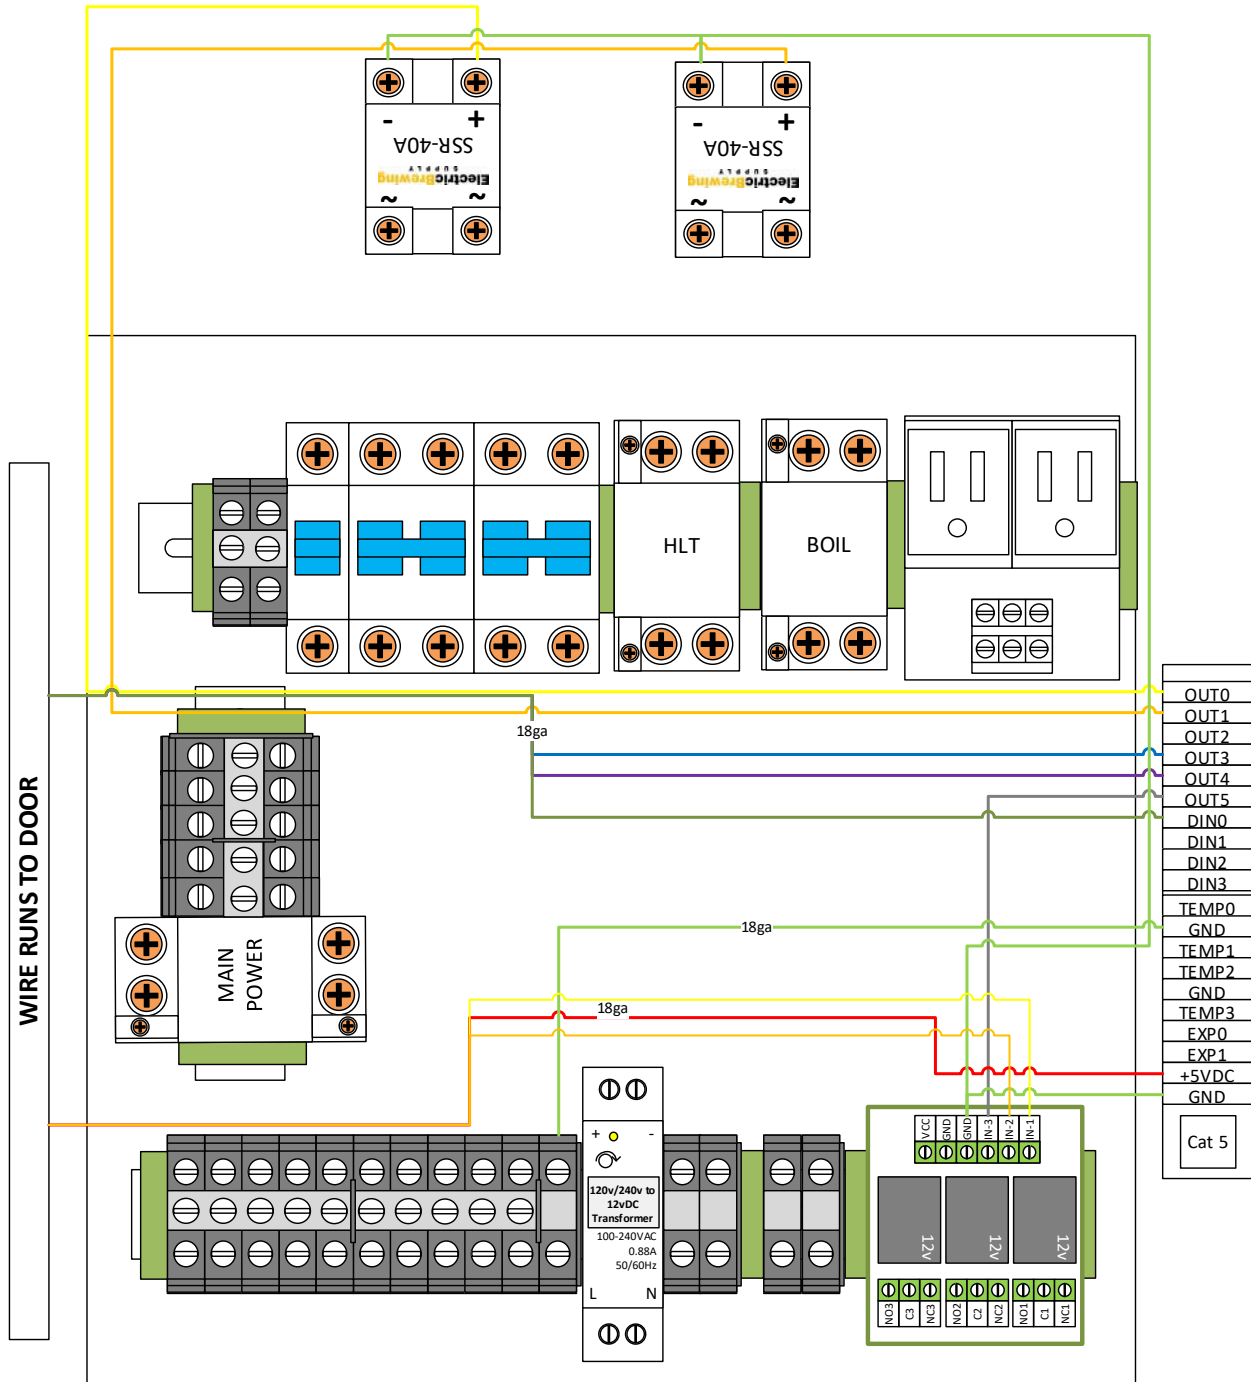 - +
SSR-40A
SUPPLY
ElectricBrewing
~ ~
- +
SSR-40A
SUPPLY
ElectricBrewing
~ ~
HLT
BOIL
WIRE RUNS TO DOOR
MAIN
POWER
18ga
18ga
18ga
OUT0
OUT1
OUT2
OUT3
OUT4
OUT5
DIN0
DIN1
DIN2
DIN3
TEMP0
GND
TEMP1
TEMP2
GND
TEMP3
EXP0
EXP1
+5VDC
GND
Cat 5
+ -
120v/240v to
12vDC
Transformer
100-240VAC
0.88A
50/60Hz
L N
VCC
GND
GND
IN-3
IN-2
IN-1
12v
12v
12v
NO3
C3
NC3
NO2
C2
NC2
NO1
C1
NC1